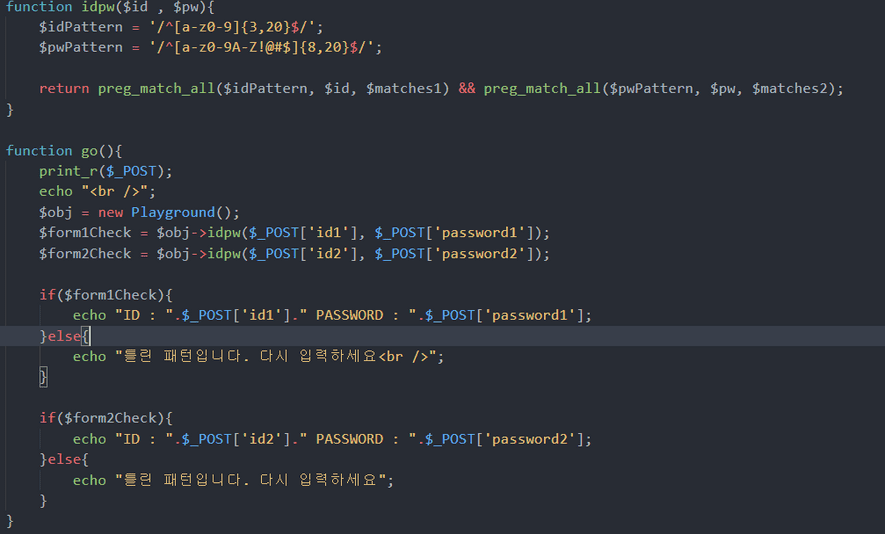 function idpw($id , $pw){
$idPattern = '/^[a-z0-9]{3,20}$/';
$pwPattern = '/^[a-z0-9A-Z!@#$]{8,20}$/';
return preg_match_all($idPattern, $id, $matches1) && preg_match_all($pwPattern, $pw, $matches2);
}
function go(){
print_r($_POST);
echo "<br />";
$obj = new Playground();
$form1Check = $obj->idpw($_POST['id1'], $_POST['password1']);
$form2Check = $obj->idpw($_POST['id2'], $_POST['password2']);
if($form1Check){
echo "ID : ".$_POST['id1']." PASSWORD : ".$_POST['password1'];
}else{
echo "틀린 패턴입니다. 다시 입력하세요<br />";
}
if($form2Check){
echo "ID : ".$_POST['id2']." PASSWORD : ".$_POST['password2'];
}else{
echo "틀린 패턴입니다. 다시 입력하세요";
}
}